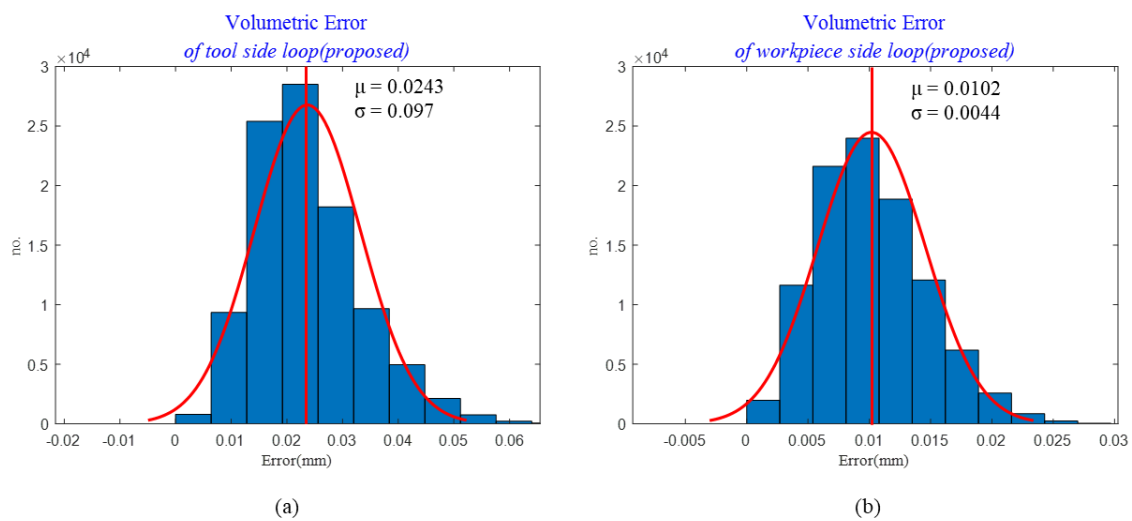 Volumetric Error
of tool side loop(proposed)
×10⁴
3
2.5
2
1.5
1
0.5
0
no.
μ = 0.0243
σ = 0.097
-0.02
-0.01
0
0.01
0.02
0.03
0.04
0.05
0.06
Error(mm)
(a)
Volumetric Error
of workpiece side loop(proposed)
×10⁴
3
2.5
2
1.5
1
0.5
0
no.
μ = 0.0102
σ = 0.0044
-0.005
0
0.005
0.01
0.015
0.02
0.025
0.03
Error(mm)
(b)